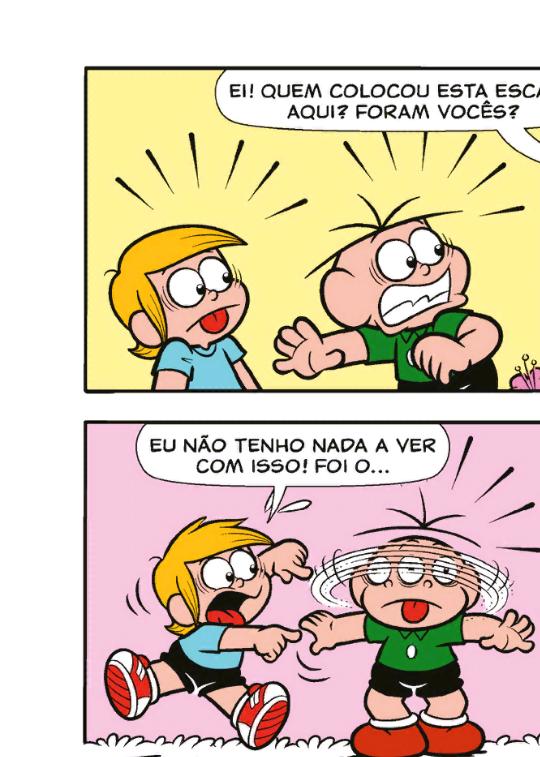 EI! QUEM COLOCOU ESTA
AQUI? FORAM VOCÊS?
EU NÃO TENHO NADA A VER
COM ISSO! FOI O...